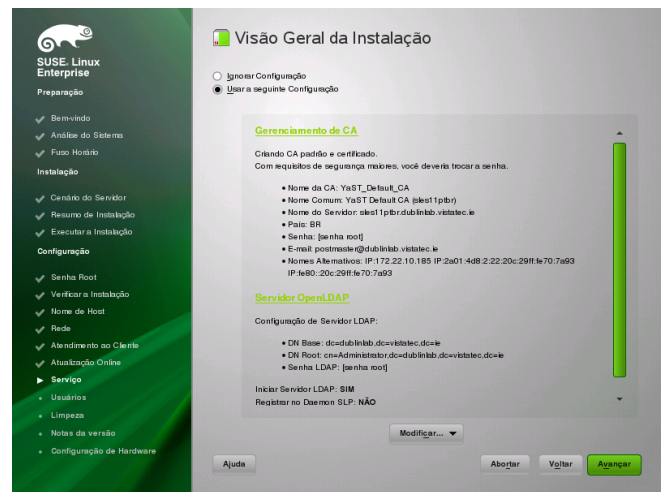 SUSE. Linux
Enterprise
Preparação
Bem-vindo
Análise do Sistema
Fuso Horário
Instalação
Cenário do Servidor
Resumo de Instalação
Executar a Instalação
Configuração
Senha Root
Verificar a Instalação
Nome de Host
Rede
Atendimento ao Cliente
Atualização Online
Serviço
Usuários
Limpeza
Notas da versão
Configuração de Hardware
Visão Geral da Instalação
Ignorar Configuração
Usar a seguinte Configuração
Gerenciamento de CA
Criando CA padrão e certificado.
Com requisitos de segurança maiores, você deveria trocar a senha.
• Nome da CA: YaST_Default_CA
• Nome Comum: YaST Default CA (sles11ptbr)
• Nome do Servidor: sles11ptbr.dublinlab.vistatec.ie
• País: BR
• Senha: [senha root]
• E-mail: postmaster@dublinlab.vistatec.ie
• Nomes Alternativos: IP:172.22.10.185 IP:2a01:4d8:2:22:20c:29ff:fe70:7a93
IP:fe80::20c:29ff:fe70:7a93
Servidor OpenLDAP
Configuração de Servidor LDAP:
• DN Base: dc=dublinlab,dc=vistatec,dc=ie
• DN Root: cn=Administrator,dc=dublinlab,dc=vistatec,dc=ie
• Senha LDAP: [senha root]
Iniciar Servidor LDAP: SIM
Registrar no Daemon SLP: NÃO
Modificar...
Ajuda
Abortar
Voltar
Avançar